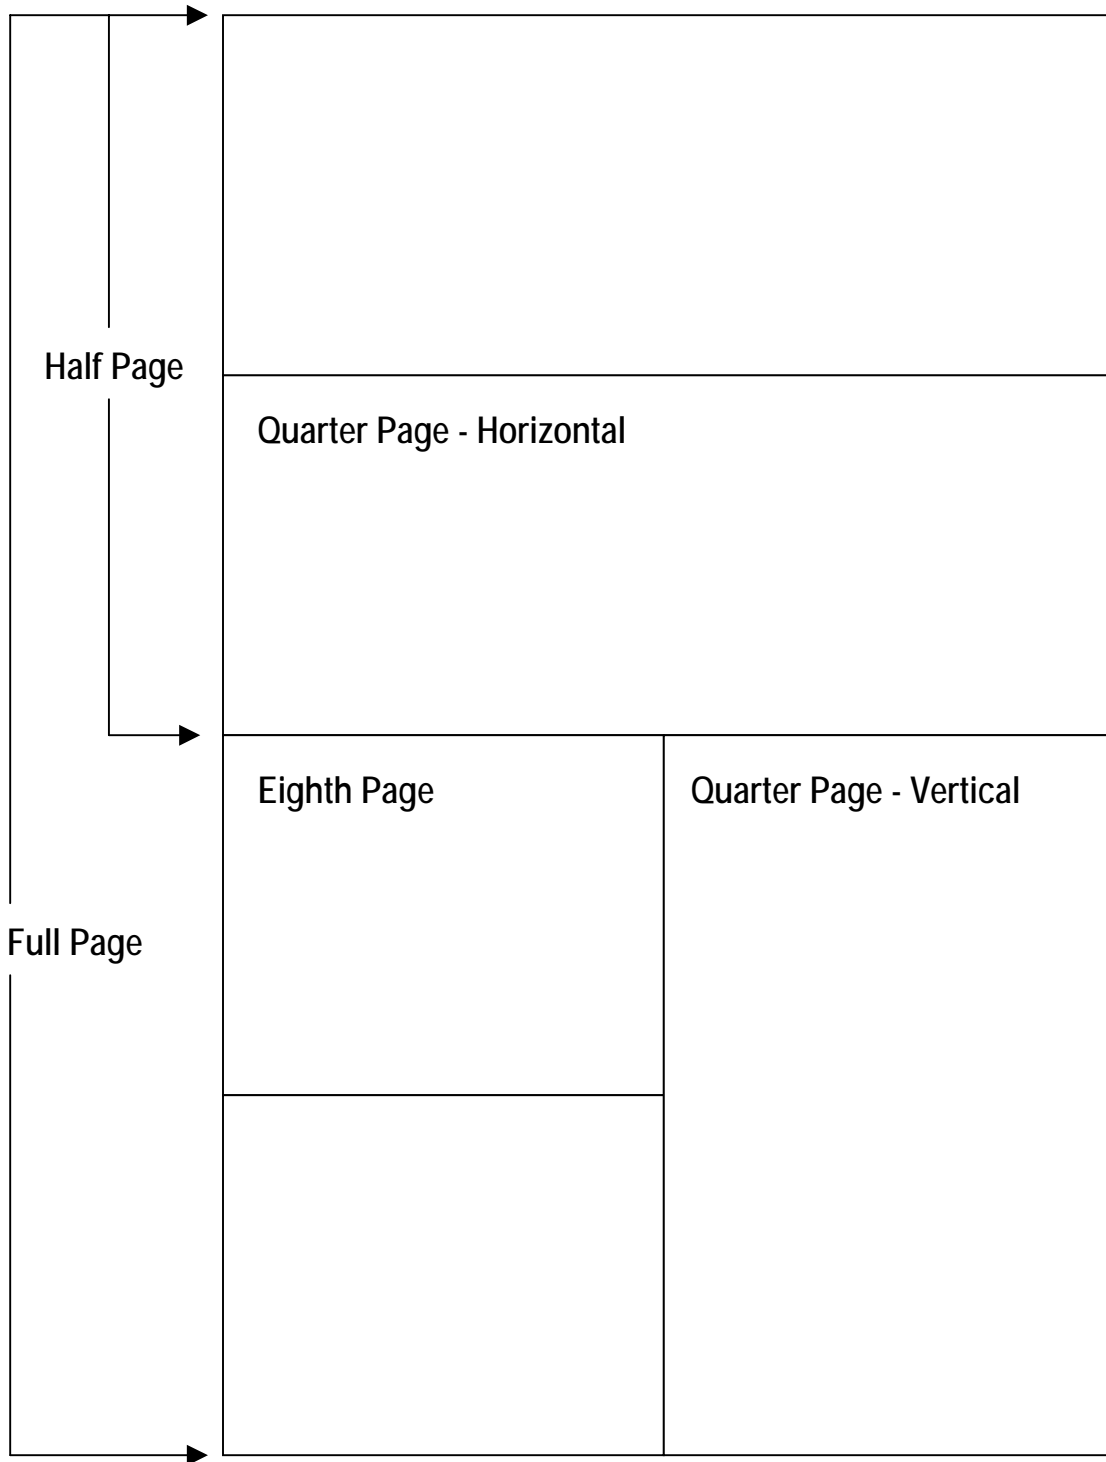 Half Page
Quarter Page - Horizontal
Eighth Page
Quarter Page - Vertical
Full Page